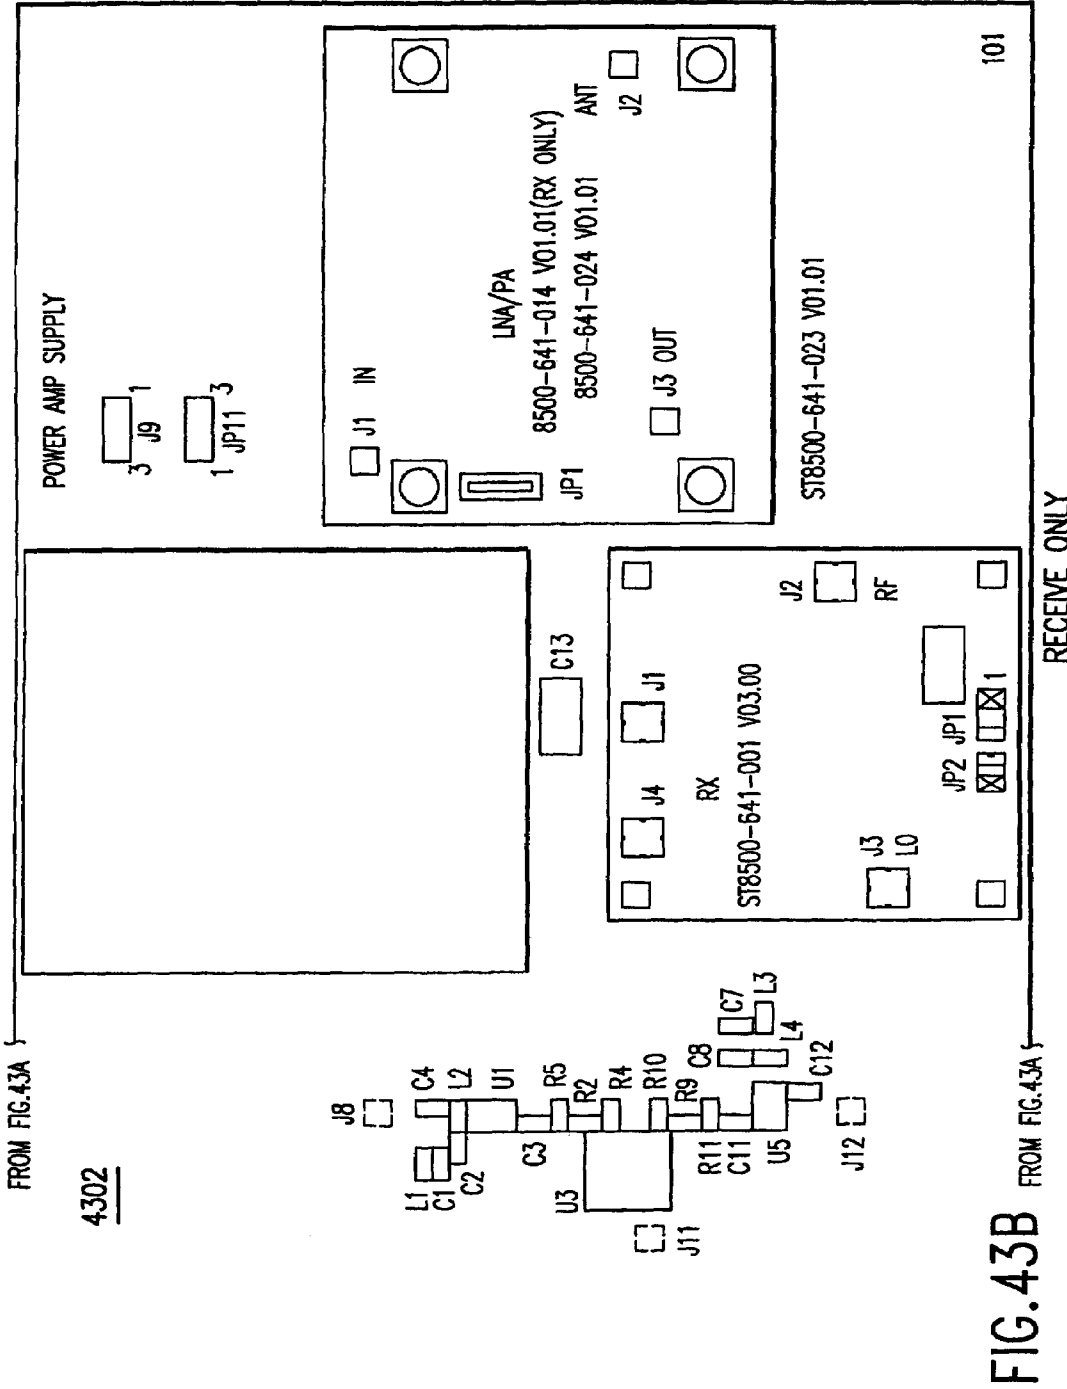 FROM FIG.43A
4302
POWER AMP SUPPLY
3 1
J9
1 3
JP11
J1 IN
LNA/PA
8500-641-014 V01.01(RX ONLY)
8500-641-024 V01.01
ANT
J2
JP1
J3 OUT
ST8500-641-023 V01.01
101
C13
J4
J1
RX
ST8500-641-001 V03.00
J2
RF
J3
LO
JP2
JP1
1
J8
L1
C1
C2
C4
L2
U1
C3
R5
R2
R4
U3
R10
R9
J11
R11
C11
C8
C7
L3
L4
U5
C12
J12
FROM FIG.43A
RECEIVE ONLY
FIG.43B